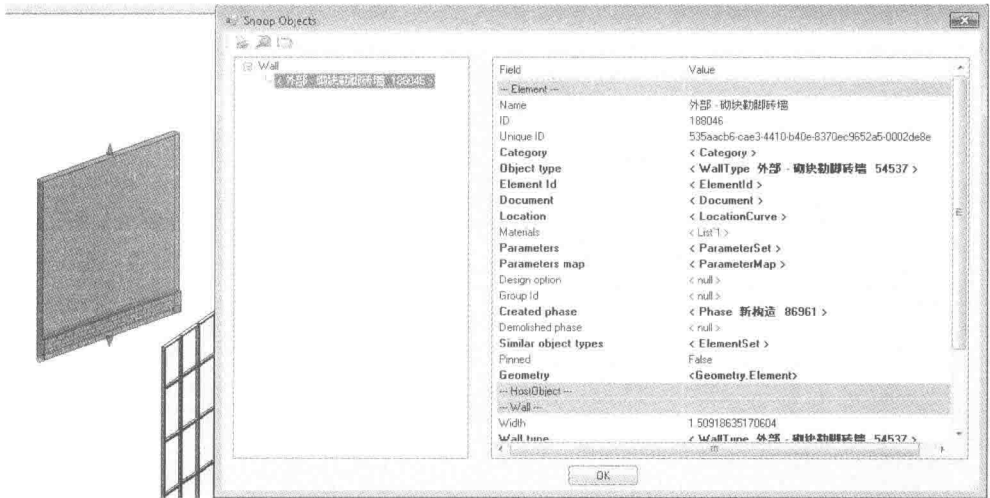 Snoop Objects
Wall
< 外部 - 砌块勒脚砖墙 188046 >
Field Value
--- Element ---
Name 外部 - 砌块勒脚砖墙
ID 188046
Unique ID 535aacb6-cae3-4410-b40e-8370ec9652a5-0002de8e
Category < Category >
Object type < WallType 外部 - 砌块勒脚砖墙 54537 >
Element Id < ElementId >
Document < Document >
Location < LocationCurve >
Materials < List`1 >
Parameters < ParameterSet >
Parameters map < ParameterMap >
Design option < null >
Group Id < null >
Created phase < Phase 新构造 86961 >
Demolished phase < null >
Similar object types < ElementSet >
Pinned False
Geometry <Geometry.Element>
--- HostObject ---
--- Wall ---
Width 1.50918635170604
Wall type < WallType 外部 - 砌块勒脚砖墙 54537 >
OK